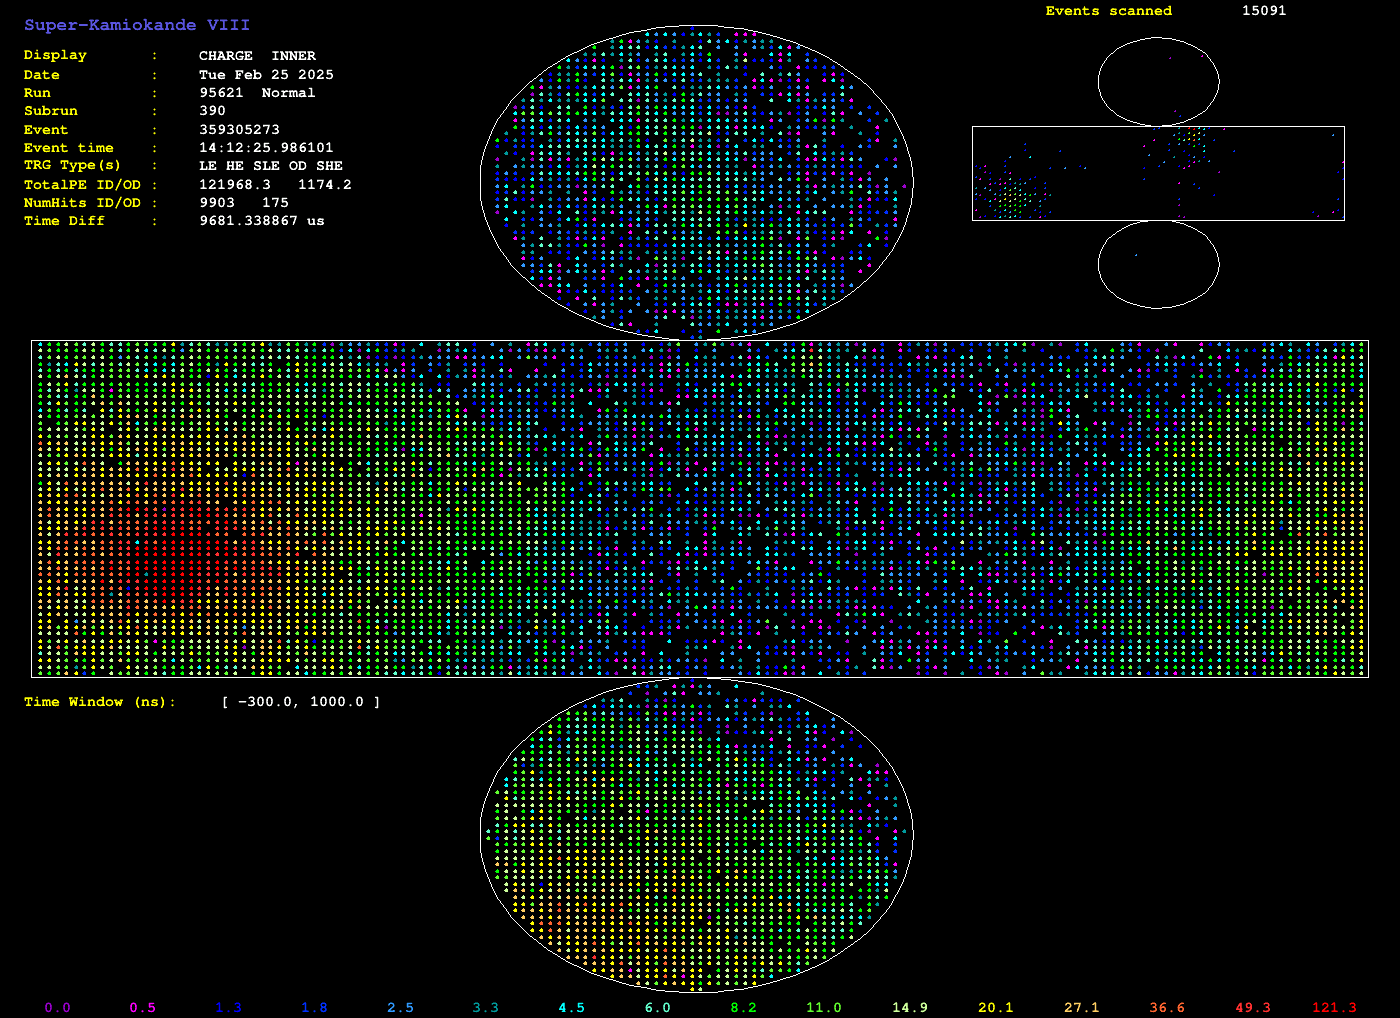 Super-Kamiokande VIII
Events scanned 15091
Display : CHARGE INNER
Date : Tue Feb 25 2025
Run : 95621 Normal
Subrun : 390
Event : 359305273
Event time : 14:12:25.986101
TRG Type(s) : LE HE SLE OD SHE
TotalPE ID/OD : 121968.3 1174.2
NumHits ID/OD : 9903 175
Time Diff : 9681.338867 us
Time Window (ns): [ -300.0, 1000.0 ]
0.0 0.5 1.3 1.8 2.5 3.3 4.5 6.0 8.2 11.0 14.9 20.1 27.1 36.6 49.3 121.3